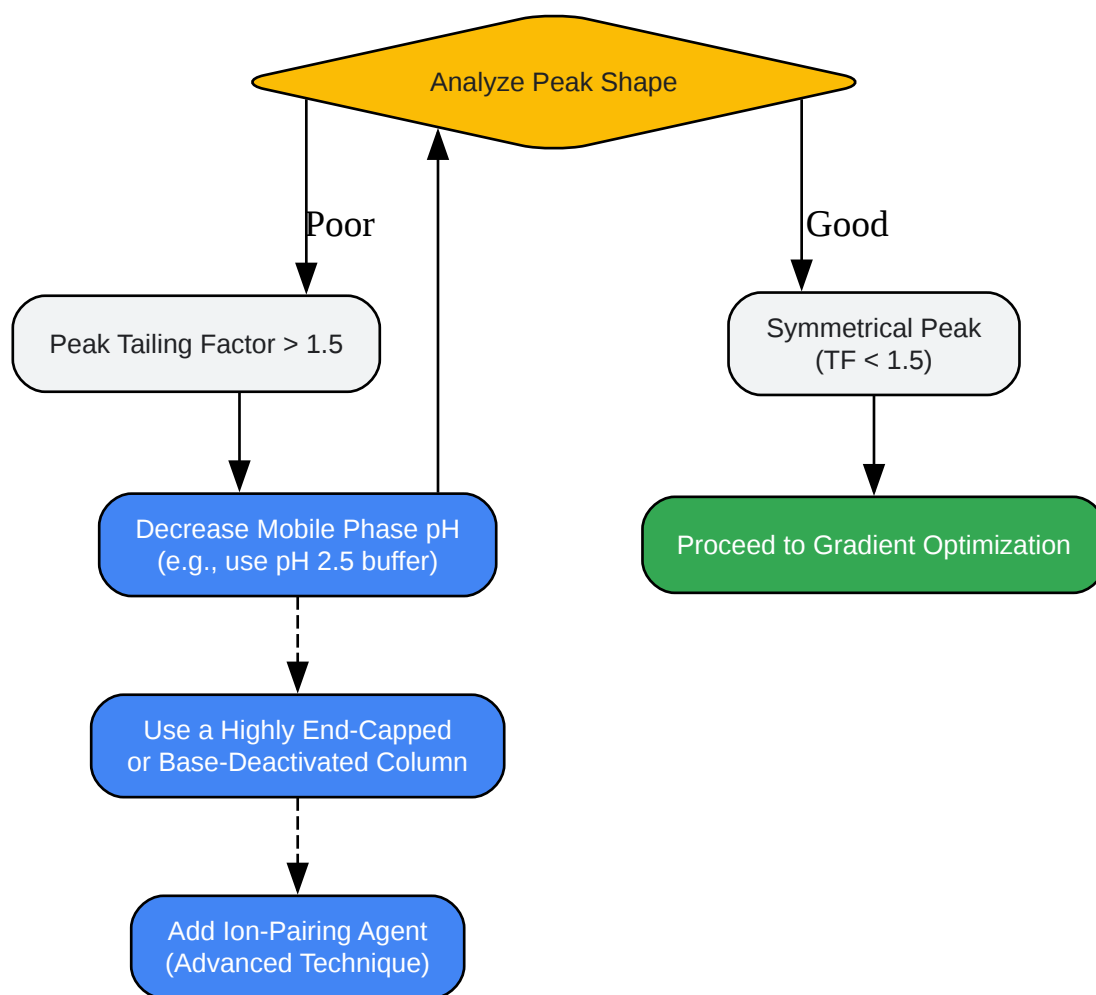 Analyze Peak Shape
Poor
Good
Peak Tailing Factor > 1.5
Symmetrical Peak
(TF < 1.5)
Decrease Mobile Phase pH
(e.g., use pH 2.5 buffer)
Proceed to Gradient Optimization
Use a Highly End-Capped
or Base-Deactivated Column
Add Ion-Pairing Agent
(Advanced Technique)